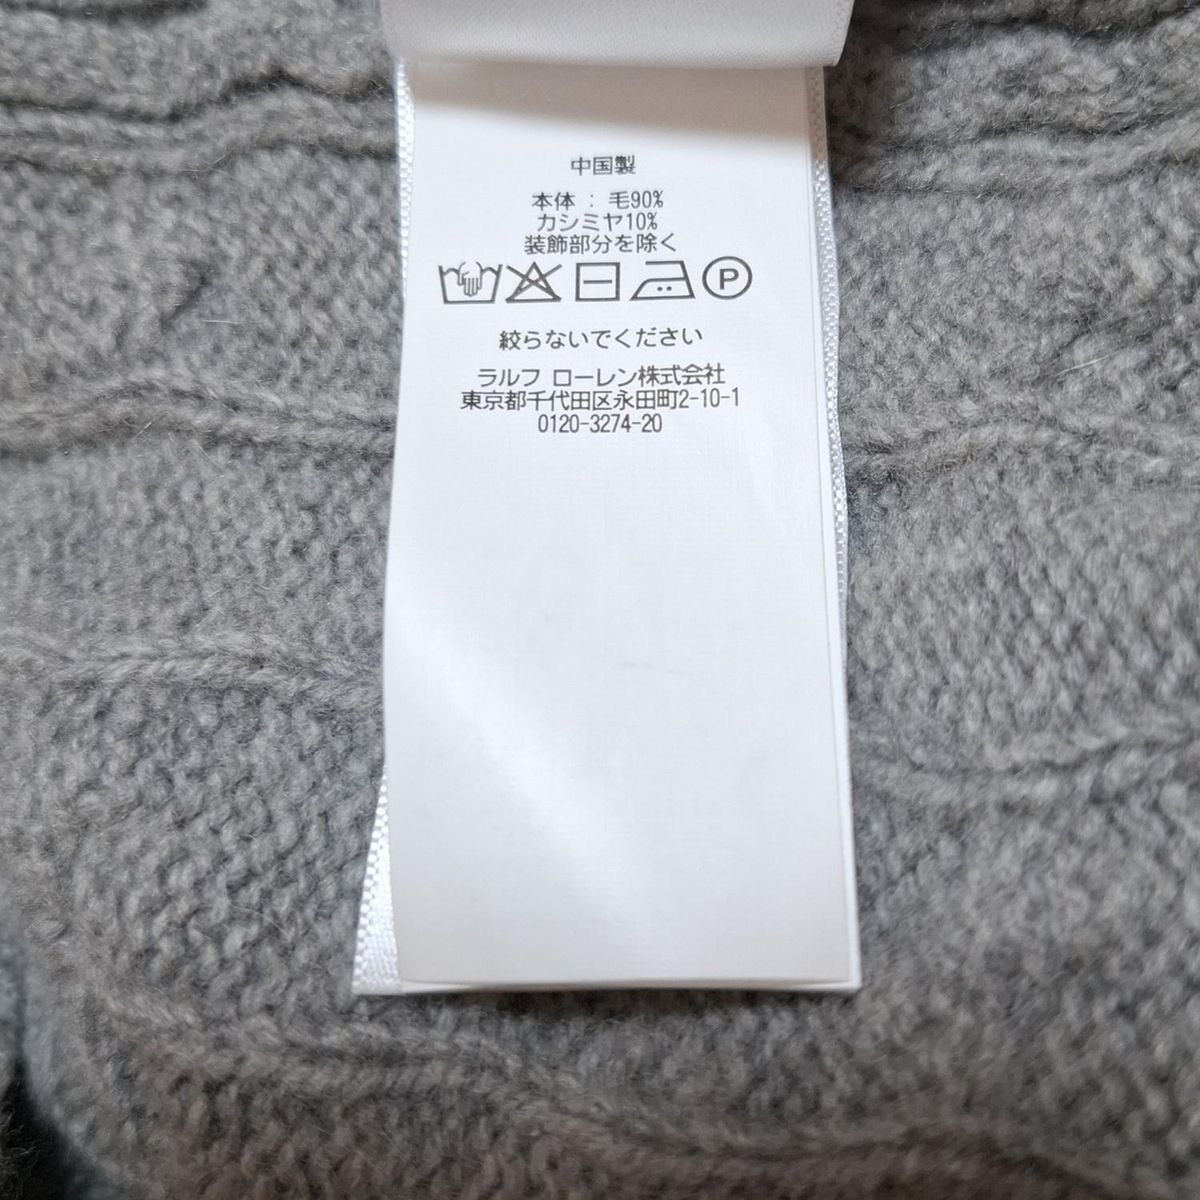 中国製
本体 : 毛90%
カシミヤ10%
装飾部分を除く
P
絞らないでください
ラルフ ローレン株式会社
東京都千代田区永田町2-10-1
0120-3274-20